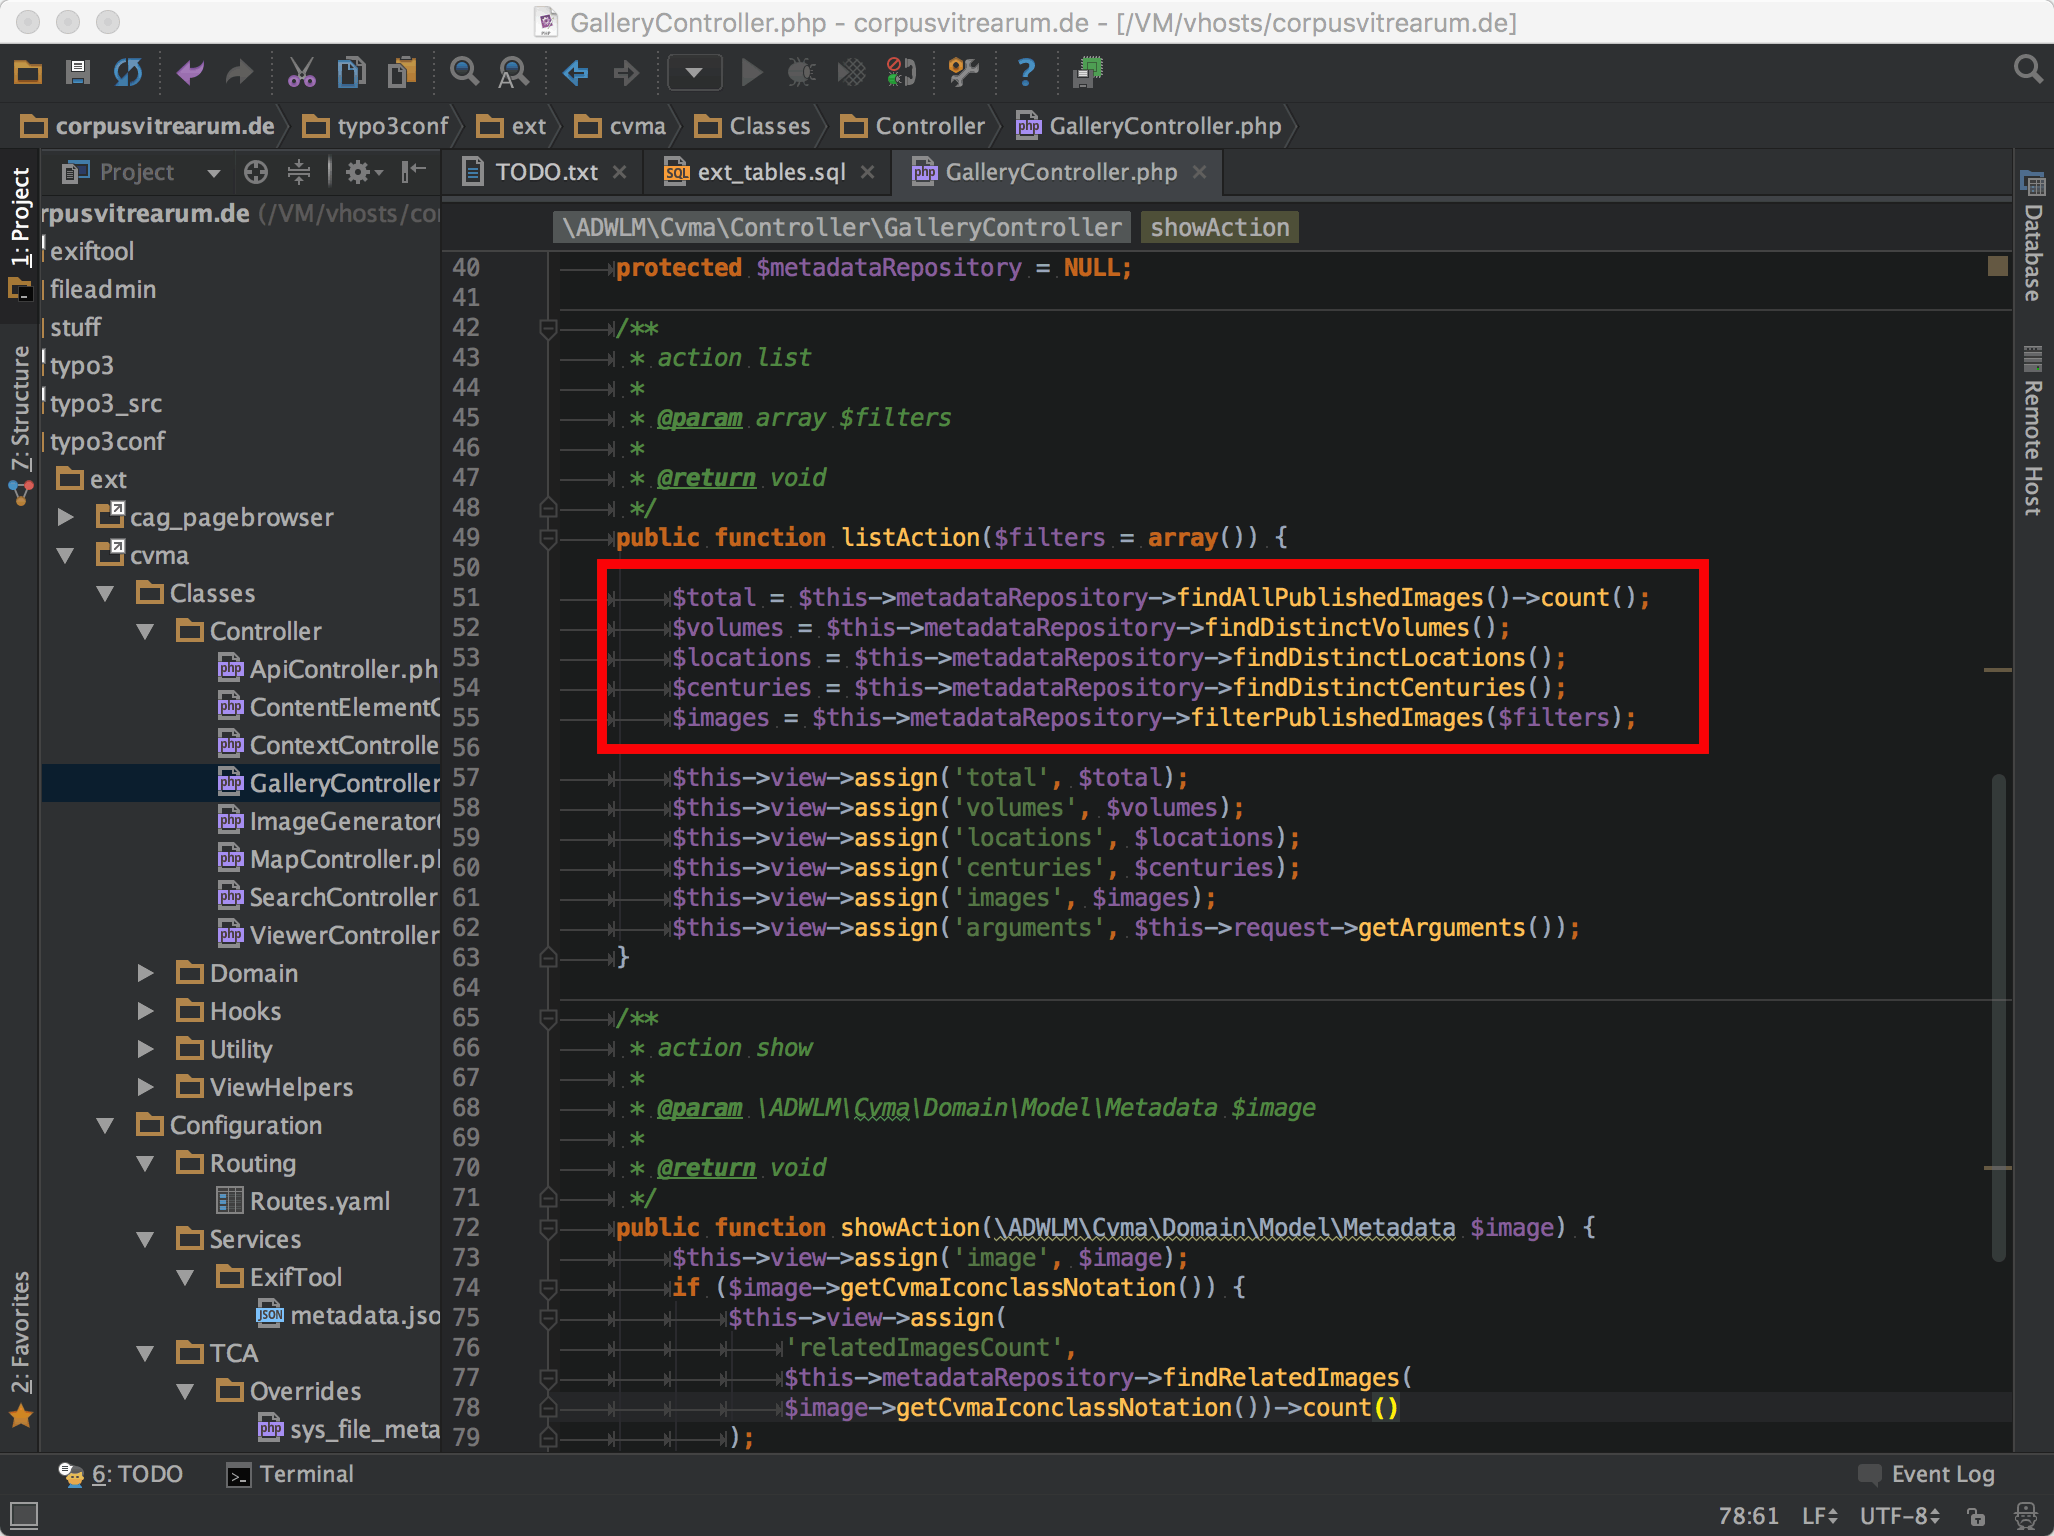 GalleryController.php - corpusvitrearum.de - [/VM/vhosts/corpusvitrearum.de]
corpusvitrearum.de typo3conf ext cvma Classes Controller GalleryController.php
1: Project
7: Structure
2: Favorites
Project
rpusvitrearum.de (/VM/vhosts/co
exiftool
fileadmin
stuff
typo3
typo3_src
typo3conf
ext
cag_pagebrowser
cvma
Classes
Controller
ApiController.ph
ContentElementC
ContextControlle
GalleryController
ImageGeneratorC
MapController.pl
SearchController
ViewerController
Domain
Hooks
Utility
ViewHelpers
Configuration
Routing
Routes.yaml
Services
ExifTool
metadata.jso
TCA
Overrides
sys_file_meta
TODO.txt ext_tables.sql GalleryController.php
\ADWLM\Cvma\Controller\GalleryController showAction
40 protected $metadataRepository = NULL;
41
42 /**
43 * action list
44 *
45 * @param array $filters
46 *
47 * @return void
48 */
49 public function listAction($filters = array()) {
50
51 $total = $this->metadataRepository->findAllPublishedImages()->count();
52 $volumes = $this->metadataRepository->findDistinctVolumes();
53 $locations = $this->metadataRepository->findDistinctLocations();
54 $centuries = $this->metadataRepository->findDistinctCenturies();
55 $images = $this->metadataRepository->filterPublishedImages($filters);
56
57 $this->view->assign('total', $total);
58 $this->view->assign('volumes', $volumes);
59 $this->view->assign('locations', $locations);
60 $this->view->assign('centuries', $centuries);
61 $this->view->assign('images', $images);
62 $this->view->assign('arguments', $this->request->getArguments());
63 }
64
65 /**
66 * action show
67 *
68 * @param \ADWLM\Cvma\Domain\Model\Metadata $image
69 *
70 * @return void
71 */
72 public function showAction(\ADWLM\Cvma\Domain\Model\Metadata $image) {
73 $this->view->assign('image', $image);
74 if ($image->getCvmaIconclassNotation()) {
75 $this->view->assign(
76 'relatedImagesCount',
77 $this->metadataRepository->findRelatedImages(
78 $image->getCvmaIconclassNotation())->count()
79 );
Database
Remote Host
6: TODO Terminal Event Log
78:61 LF UTF-8